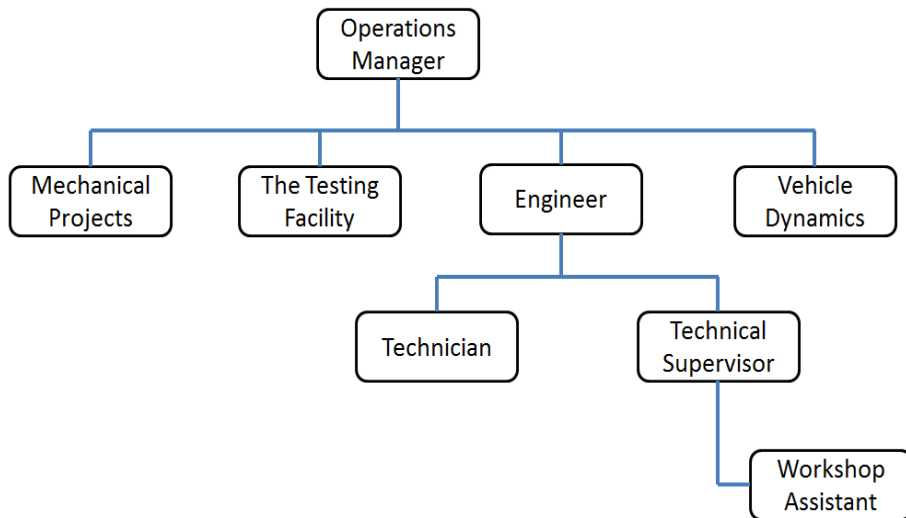 Operations
Manager
Mechanical
Projects
The Testing
Facility
Engineer
Vehicle
Dynamics
Technician
Technical
Supervisor
Workshop
Assistant